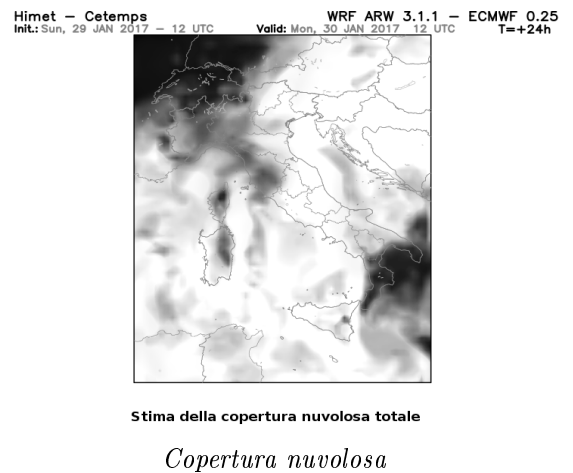 Himet – Cetemps WRF ARW 3.1.1 – ECMWF 0.25
Init.: Sun, 29 JAN 2017 – 12 UTC Valid: Mon, 30 JAN 2017 12 UTC T=+24h
Stima della copertura nuvolosa totale
Copertura nuvolosa